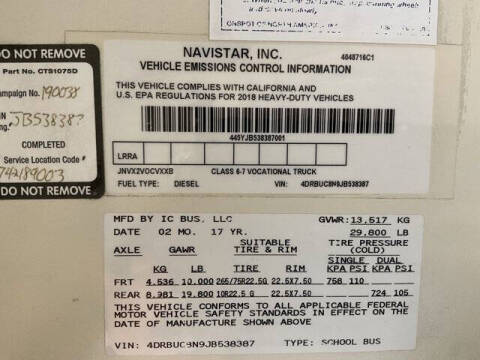 DO NOT REMOVE
Part No. CTS1075D
ampaign No. 190038
JB538387
COMPLETED
Service Location Code #
744189003
DO NOT REMOVE
NAVISTAR, INC. 4048716C1
VEHICLE EMISSIONS CONTROL INFORMATION
THIS VEHICLE COMPLIES WITH CALIFORNIA AND
U.S. EPA REGULATIONS FOR 2018 HEAVY-DUTY VEHICLES
440YJB538387001
LRRA
JNVX2VOCVXXB CLASS 6-7 VOCATIONAL TRUCK
FUEL TYPE: DIESEL VIN: 4DRBUC8N9JB538387
MFD BY IC BUS, LLC GVWR: 13,517 KG
DATE 02 MO. 17 YR. 29,800 LB
SUITABLE TIRE PRESSURE
AXLE GAWR TIRE & RIM (COLD)
SINGLE DUAL
KG LB KPA PSI KPA PSI
FRT 4,536 10,000 265/75R22.5G 22.5X7.50 758 110
REAR 8,981 19,800 10R22.5 G 22.5X7.50 724 105
THIS VEHICLE CONFORMS TO ALL APPLICABLE FEDERAL
MOTOR VEHICLE SAFETY STANDARDS IN EFFECT ON THE
DATE OF MANUFACTURE SHOWN ABOVE
VIN: 4DRBUC8N9JB538387 TYPE: SCHOOL BUS